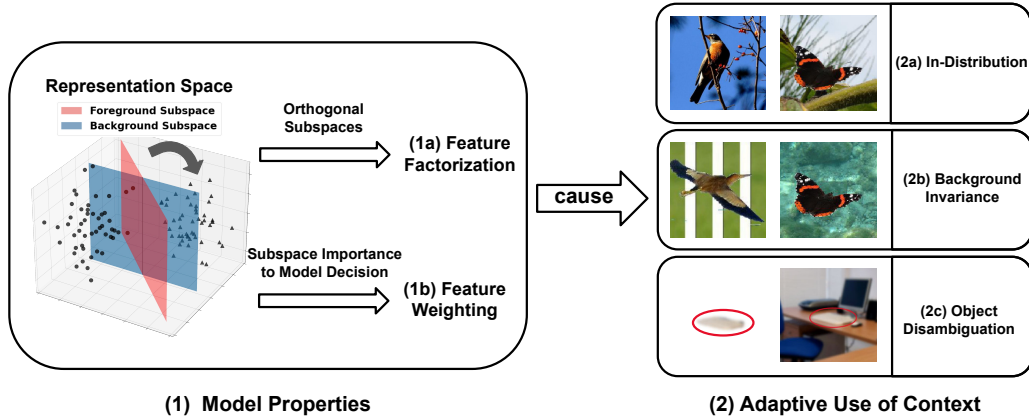 Representation Space
Foreground Subspace
Background Subspace
Orthogonal
Subspaces
(1a) Feature
Factorization
Subspace Importance
to Model Decision
(1b) Feature
Weighting
(1) Model Properties
cause
(2a) In-Distribution
(2b) Background
Invariance
(2c) Object
Disambiguation
(2) Adaptive Use of Context